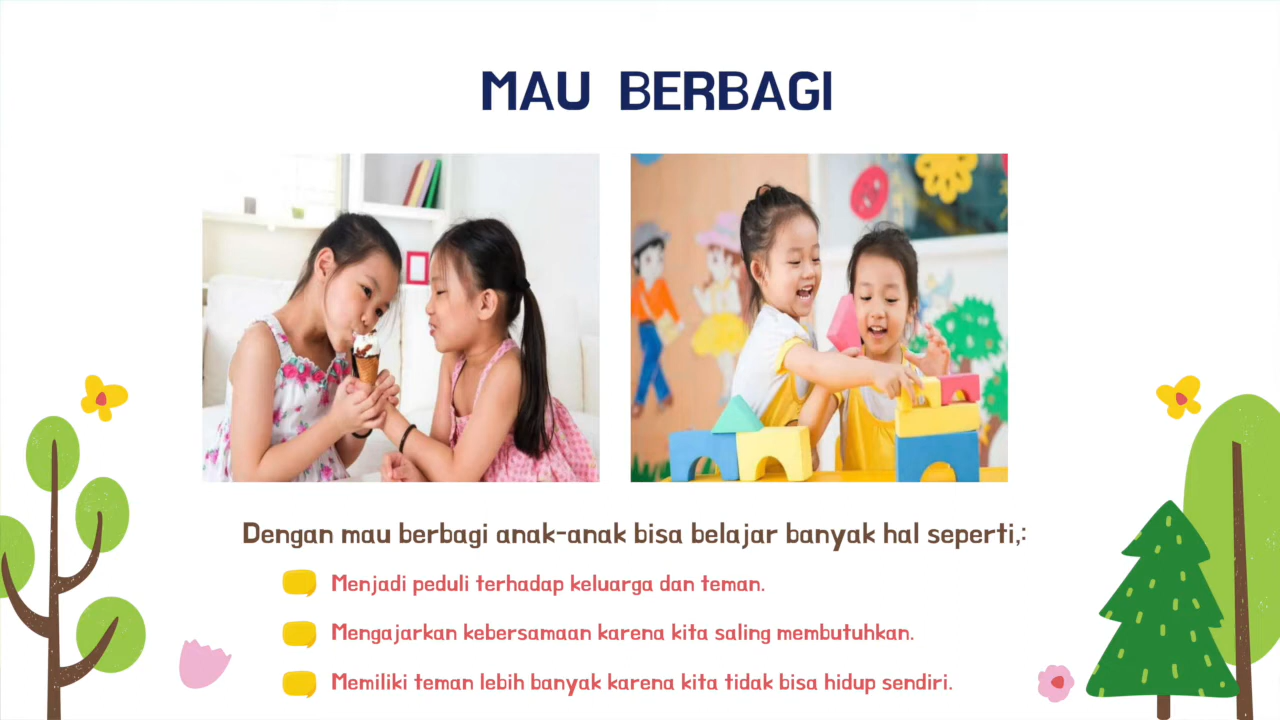 MAU BERBAGI
Dengan mau berbagi anak-anak bisa belajar banyak hal seperti,:
Menjadi peduli terhadap keluarga dan teman.
Mengajarkan kebersamaan karena kita saling membutuhkan.
Memiliki teman lebih banyak karena kita tidak bisa hidup sendiri.